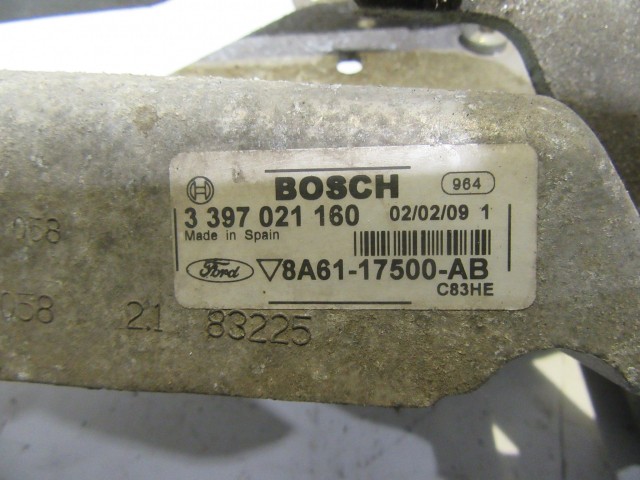 BOSCH 964
3 397 021 160 02/02/09 1
Made in Spain
Ford 8A61-17500-AB
C83HE
058
058 21 83225